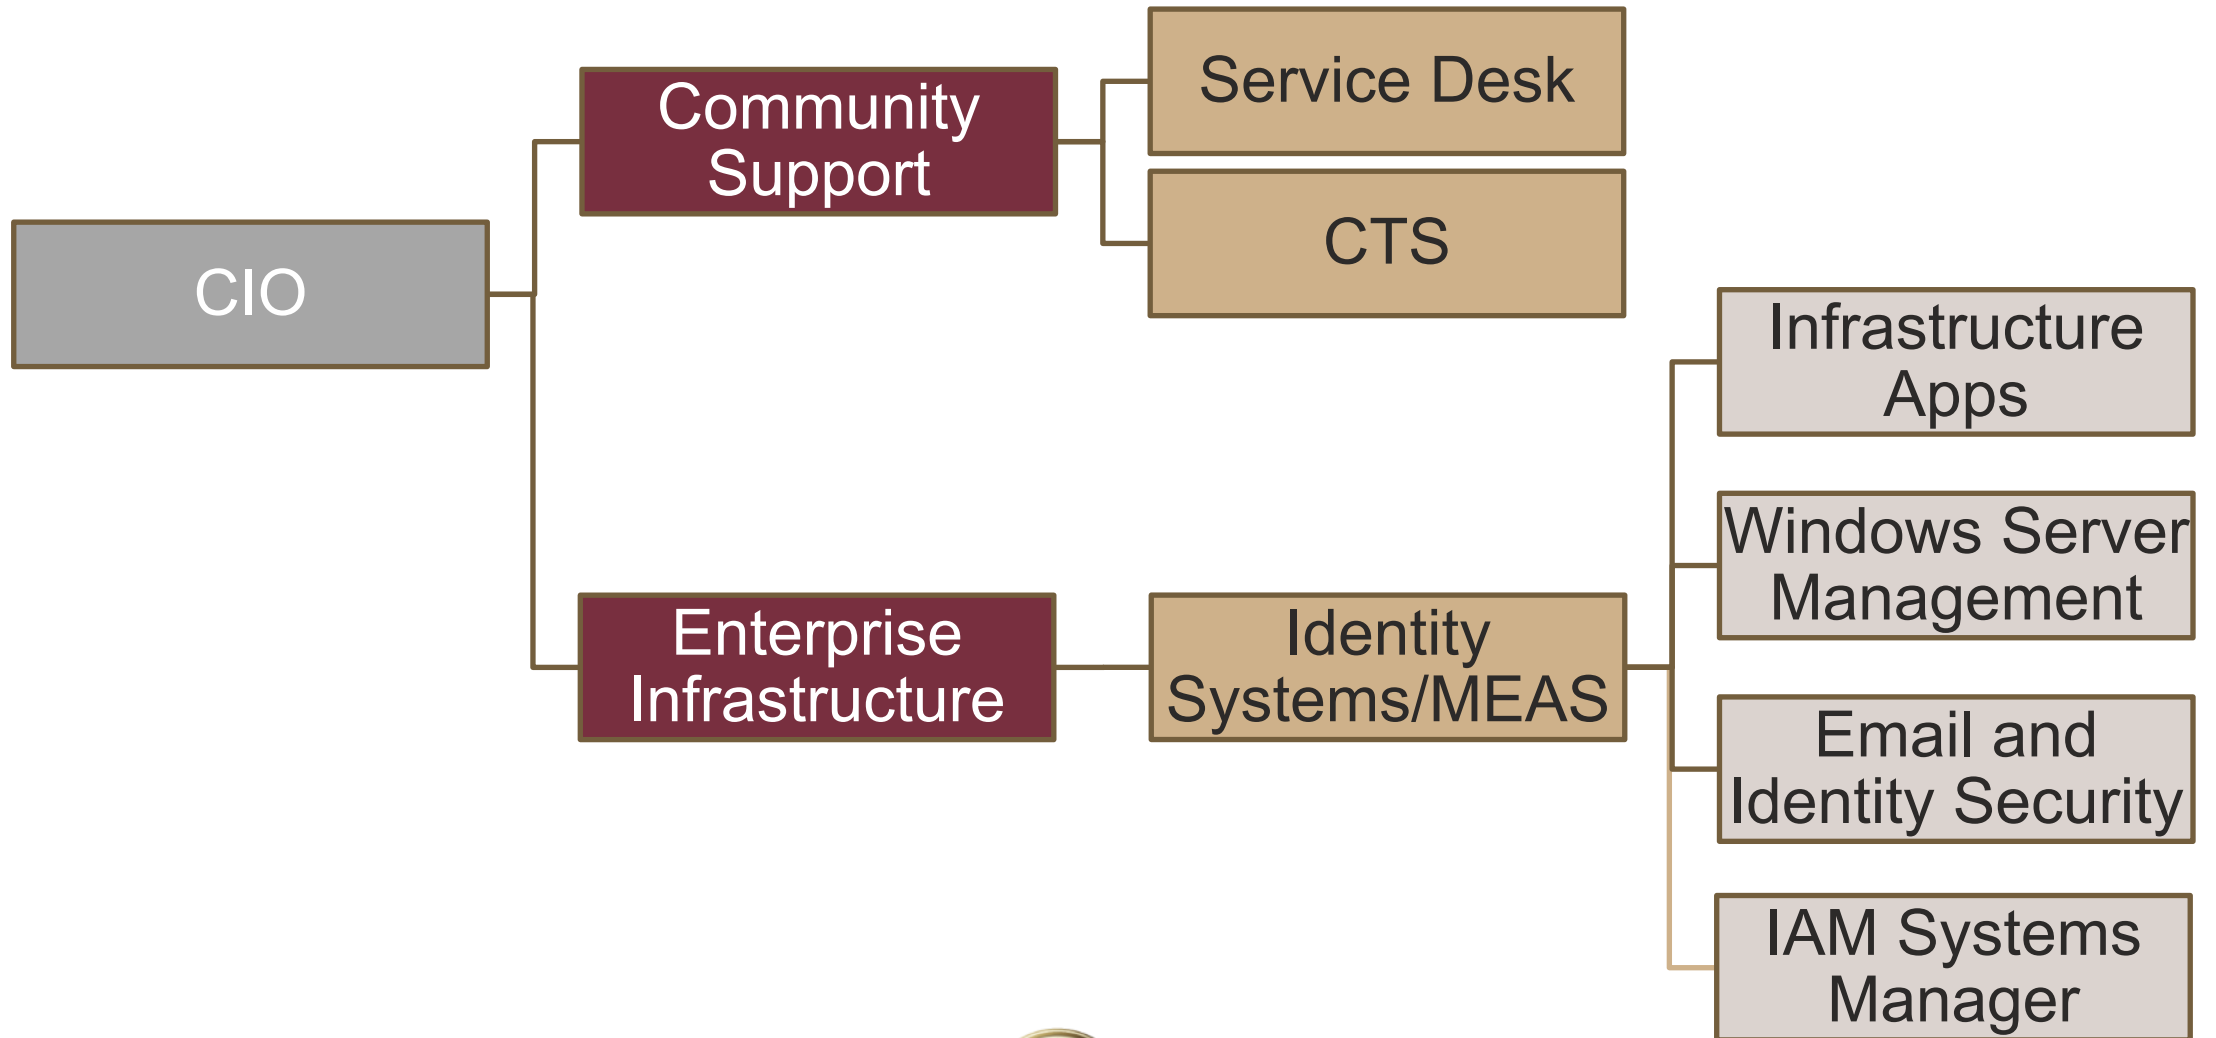 Service Desk
Community
Support
CTS
CIO
Infrastructure
Apps
Windows Server
Management
Enterprise
Infrastructure
Identity
Systems/MEAS
Email and
Identity Security
IAM Systems
Manager